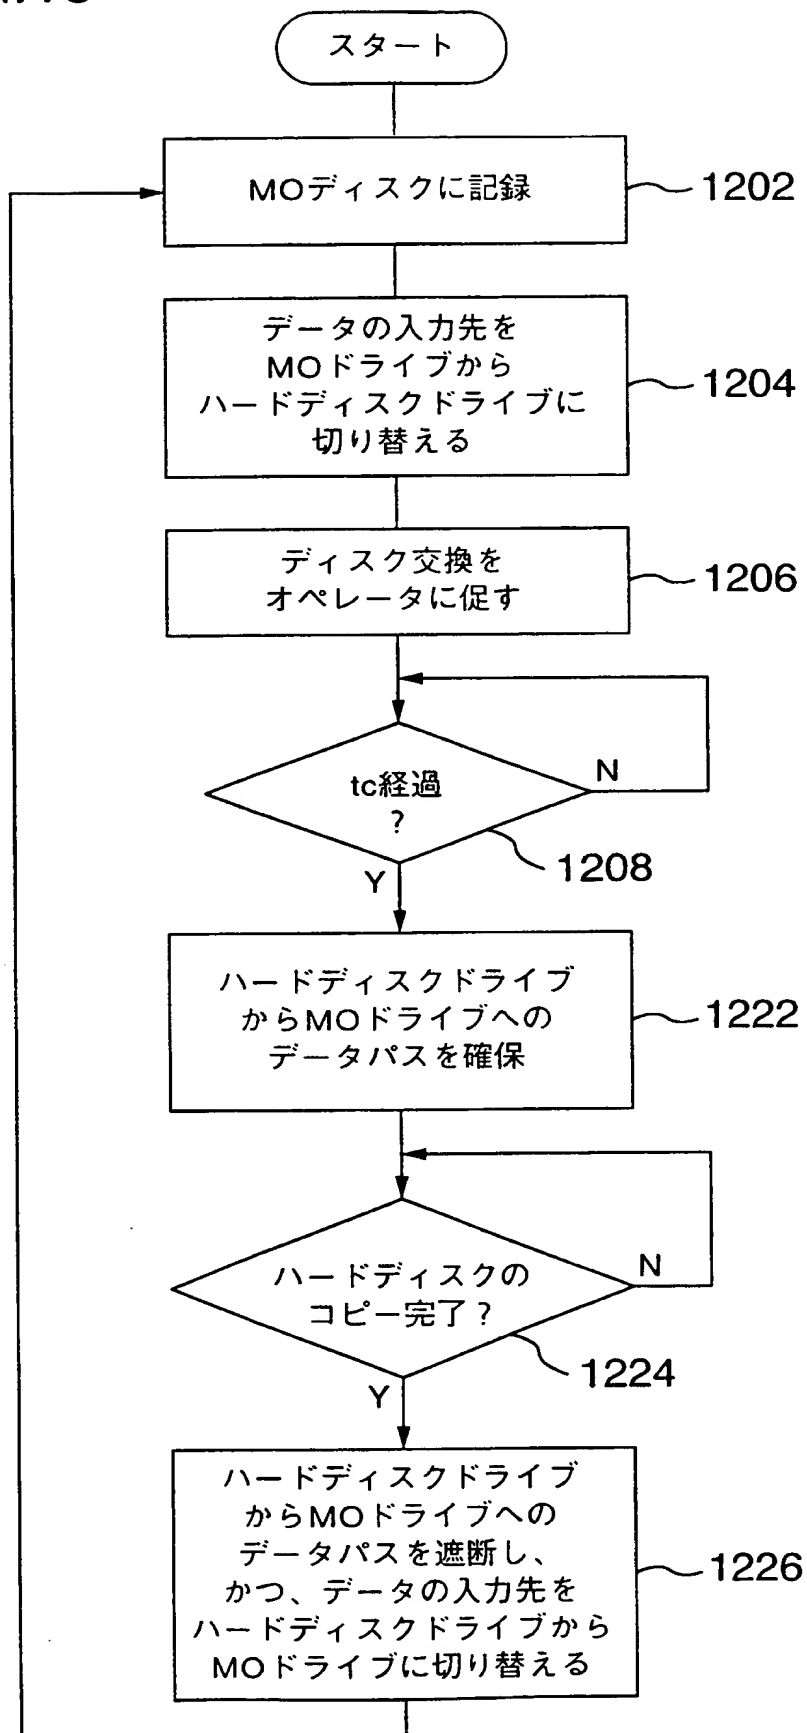 スタート
MOディスクに記録
1202
データの入力先を
MOドライブから
ハードディスクドライブに
切り替える
1204
ディスク交換を
オペレータに促す
1206
tc経過
?
N
1208
Y
ハードディスクドライブ
からMOドライブへの
データパスを確保
1222
ハードディスクの
コピー完了?
N
1224
Y
ハードディスクドライブ
からMOドライブへの
データパスを遮断し、
かつ、データの入力先を
ハードディスクドライブから
MOドライブに切り替える
1226